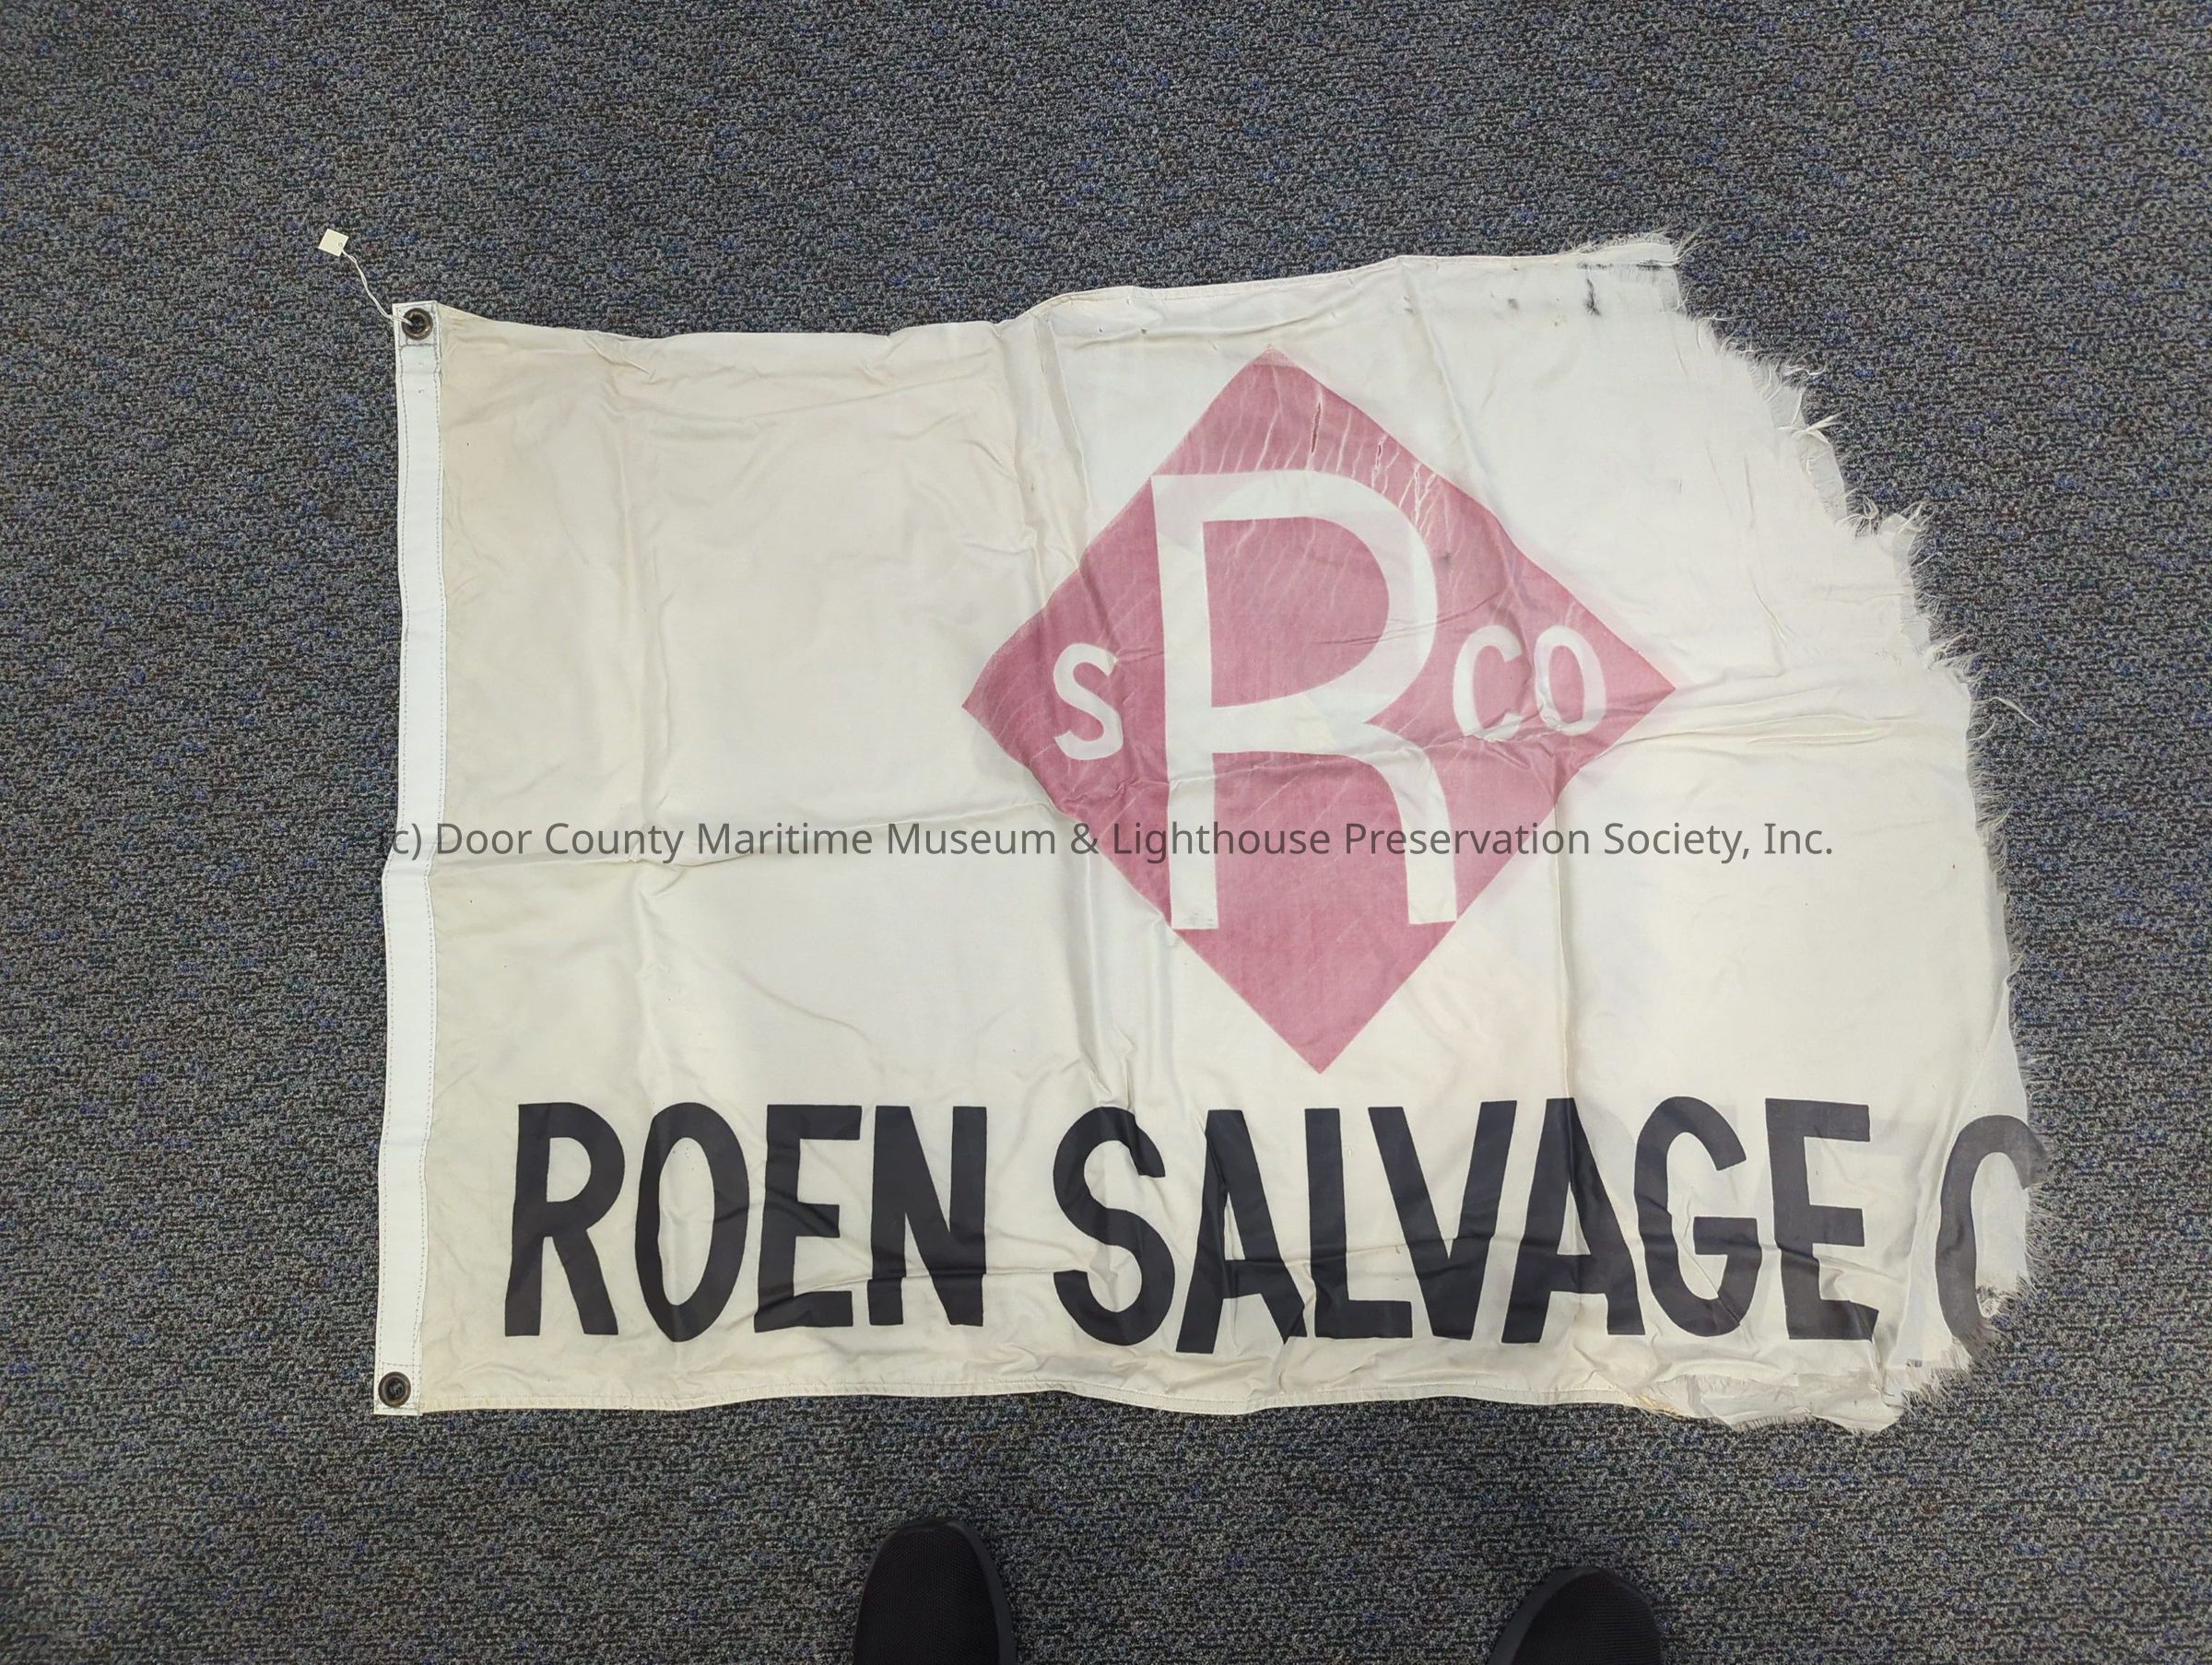 S R CO
c) Door County Maritime Museum & Lighthouse Preservation Society, Inc.
ROEN SALVAGE C